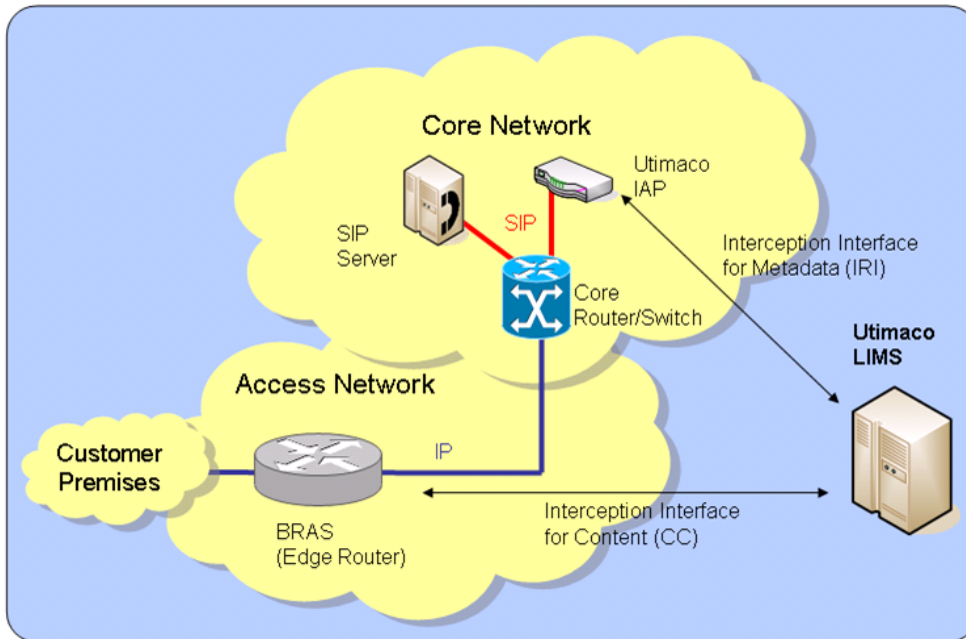 Core Network
Utimaco
IAP
SIP
Server
SIP
Interception Interface
for Metadata (IRI)
Core
Router/Switch
Utimaco
LIMS
Access Network
Customer
Premises
IP
BRAS
(Edge Router)
Interception Interface
for Content (CC)